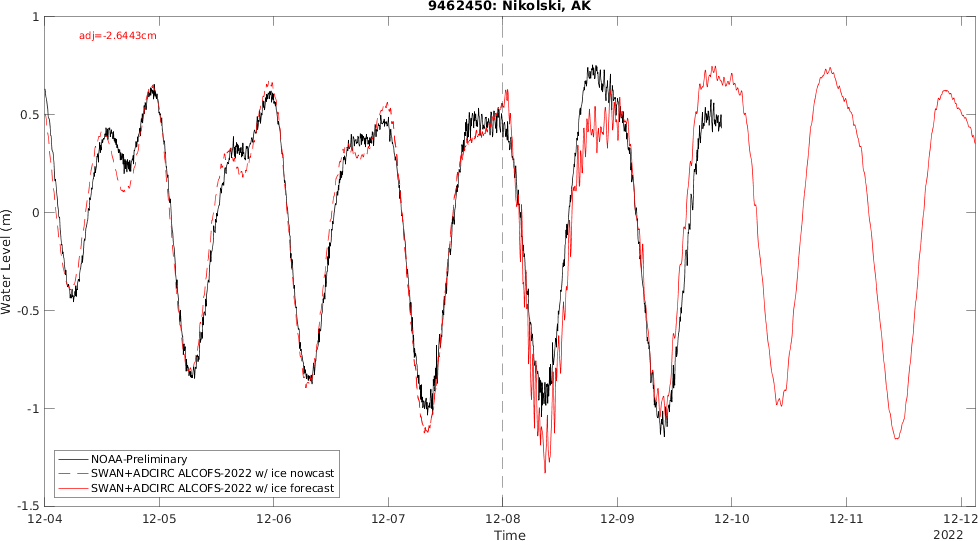 9462450: Nikolski, AK
adj=-2.6443cm
1
0.5
0
-0.5
-1
-1.5
Water Level (m)
NOAA-Preliminary
SWAN+ADCIRC ALCOFS-2022 w/ ice nowcast
SWAN+ADCIRC ALCOFS-2022 w/ ice forecast
12-04 12-05 12-06 12-07 12-08 12-09 12-10 12-11 12-12
Time
2022